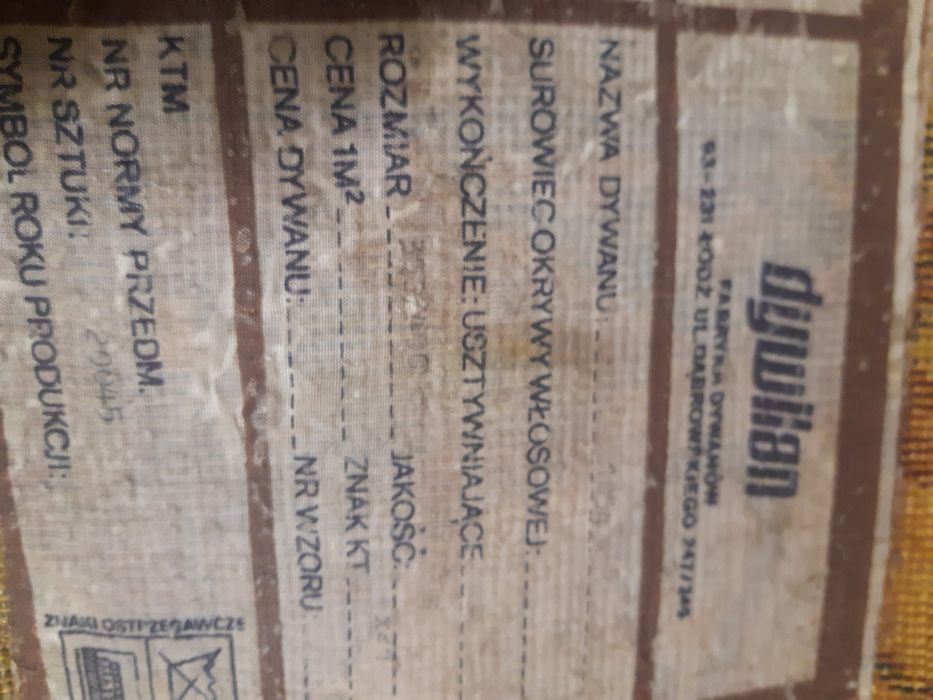 dywilan
FABRYKA DYWANÓW
93-231 ŁÓDŹ UL. DĄBROWSKIEGO 247/249
NAZWA DYWANU:
SUROWIEC OKRYWY WŁOSOWEJ:
WYKOŃCZENIE: USZTYWNIAJĄCE
ROZMIAR JAKOŚĆ:
CENA 1M² ZNAK KT
CENA DYWANU: NR WZORU:
KTM
NR NORMY PRZEDM.
NR SZTUKI: 29045
SYMBOL ROKU PRODUKCJI:
ZNAKI OSTRZEGAWCZE